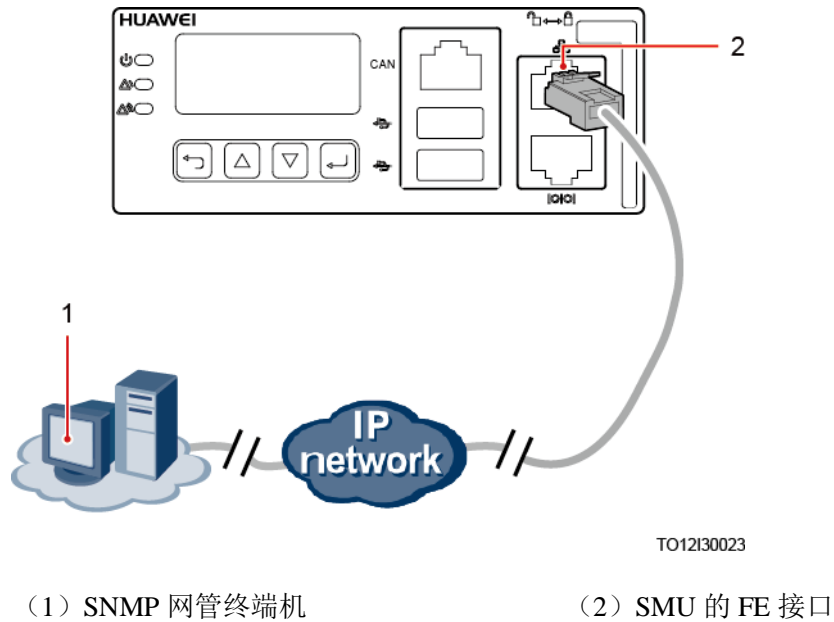 HUAWEI
CAN
2
|O|O|
1
IP
network
TO12I30023
（1）SNMP 网管终端机
（2）SMU 的 FE 接口